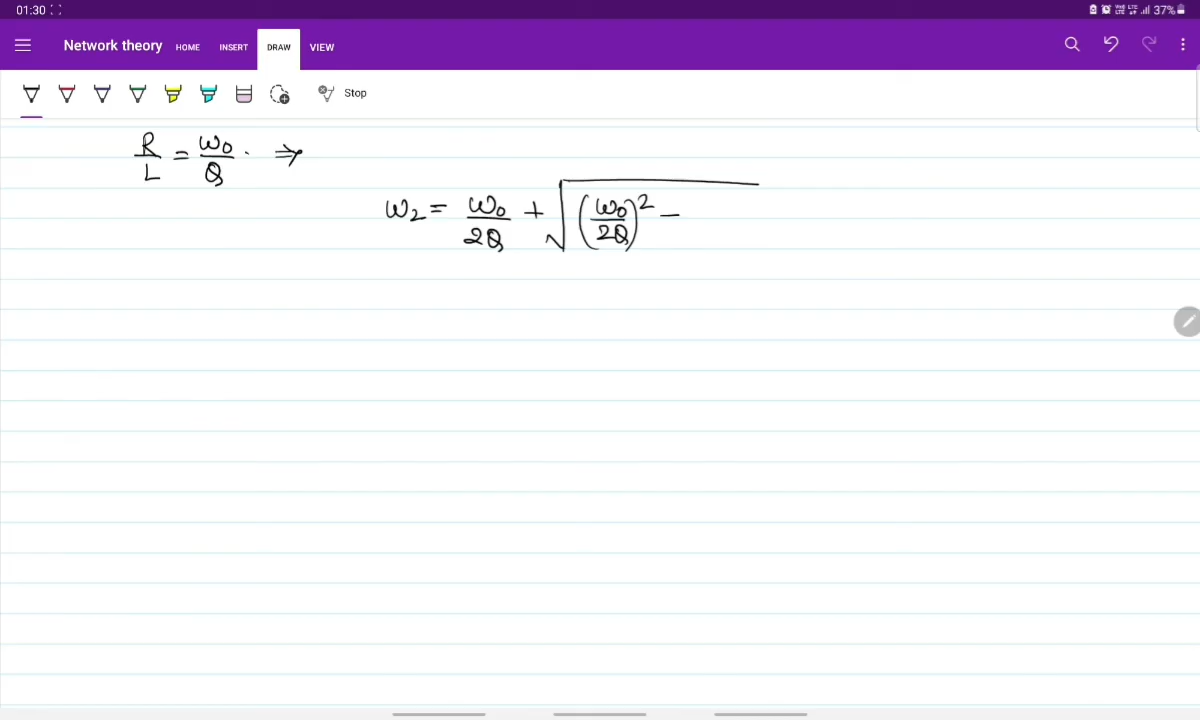 01:30 37%
Network theory HOME INSERT DRAW VIEW
Stop
R/L = ω₀/Q . ⇒
ω₂ = ω₀/2Q + √((ω₀/2Q)² −